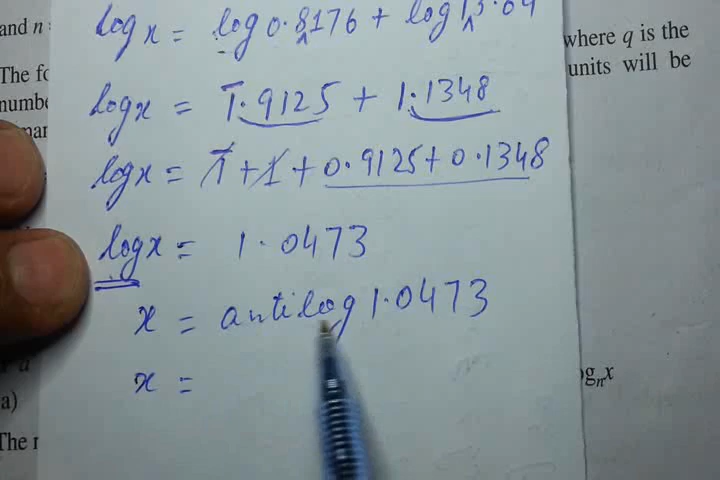 log x = log 0.8176 + log 13.64
log x = 1̅.9125 + 1.1348
log x = 1̅ + 1 + 0.9125 + 0.1348
log x = 1.0473
x = antilog 1.0473
x =
and n
where q is the
The
units will be
a)
The